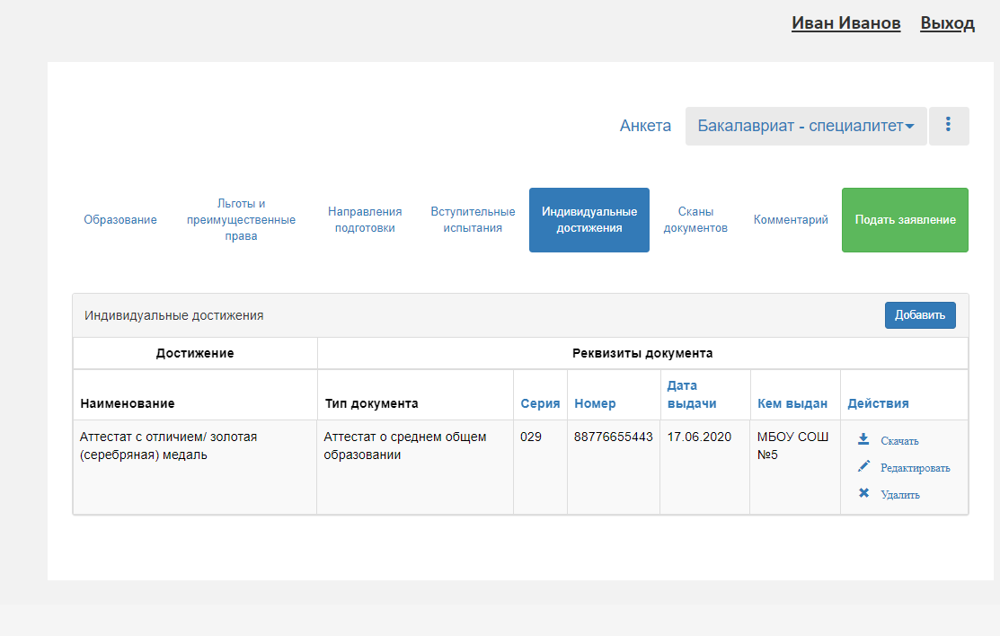 Иван Иванов Выход
Анкета Бакалавриат - специалитет
Образование
Льготы и
преимущественные
права
Направления
подготовки
Вступительные
испытания
Индивидуальные
достижения
Сканы
документов
Комментарий
Подать заявление
Индивидуальные достижения Добавить
Достижение Реквизиты документа
Наименование
Тип документа
Серия
Номер
Дата
выдачи
Кем выдан
Действия
Аттестат с отличием/ золотая
(серебряная) медаль
Аттестат о среднем общем
образовании
029
88776655443
17.06.2020
МБОУ СОШ
№5
Скачать
Редактировать
Удалить